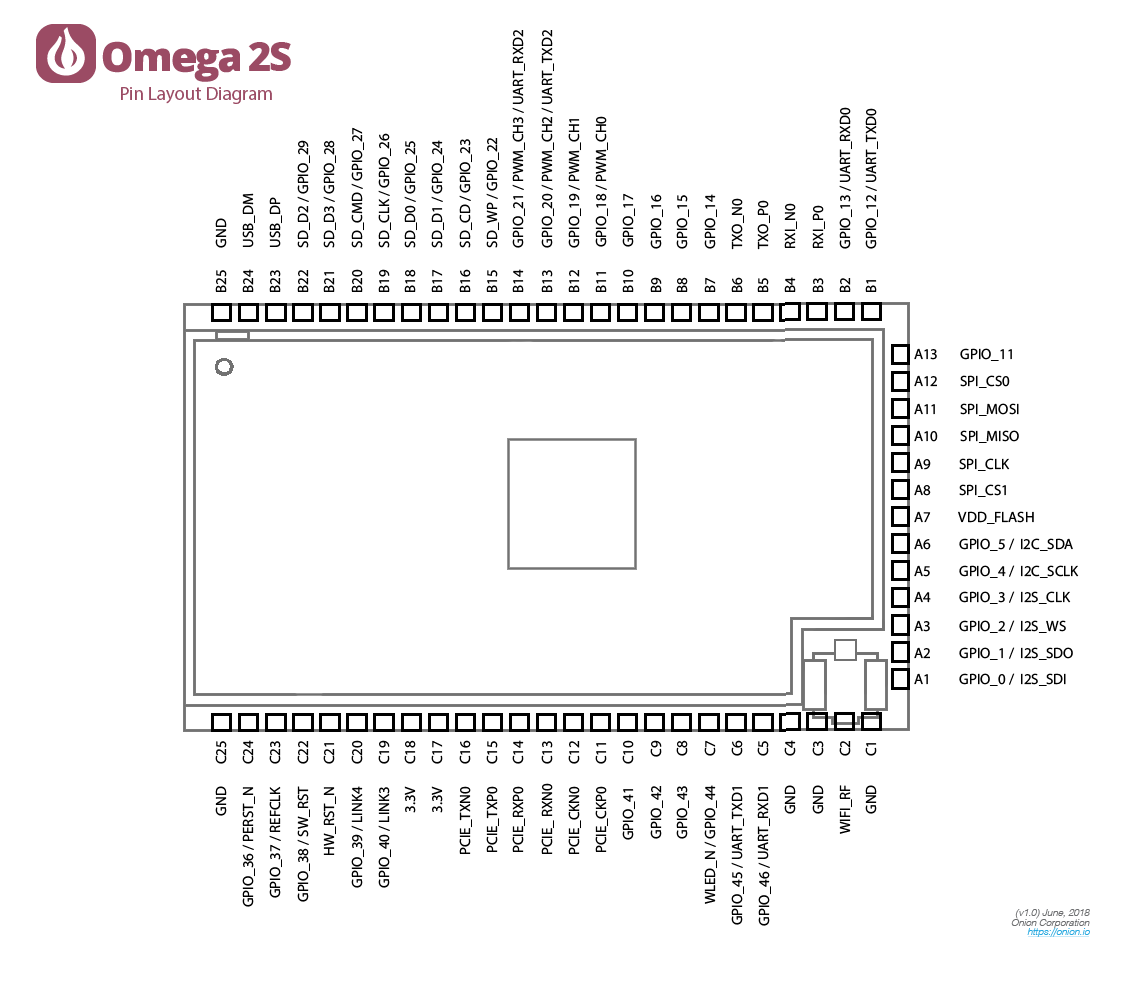 Omega 2S
Pin Layout Diagram
B25 GND
B24 USB_DM
B23 USB_DP
B22 SD_D2 / GPIO_29
B21 SD_D3 / GPIO_28
B20 SD_CMD / GPIO_27
B19 SD_CLK / GPIO_26
B18 SD_D0 / GPIO_25
B17 SD_D1 / GPIO_24
B16 SD_CD / GPIO_23
B15 SD_WP / GPIO_22
B14 GPIO_21 / PWM_CH3 / UART_RXD2
B13 GPIO_20 / PWM_CH2 / UART_TXD2
B12 GPIO_19 / PWM_CH1
B11 GPIO_18 / PWM_CH0
B10 GPIO_17
B9 GPIO_16
B8 GPIO_15
B7 GPIO_14
B6 TXO_N0
B5 TXO_P0
B4 RXI_N0
B3 RXI_P0
B2 GPIO_13 / UART_RXD0
B1 GPIO_12 / UART_TXD0
A13 GPIO_11
A12 SPI_CS0
A11 SPI_MOSI
A10 SPI_MISO
A9 SPI_CLK
A8 SPI_CS1
A7 VDD_FLASH
A6 GPIO_5 / I2C_SDA
A5 GPIO_4 / I2C_SCLK
A4 GPIO_3 / I2S_CLK
A3 GPIO_2 / I2S_WS
A2 GPIO_1 / I2S_SDO
A1 GPIO_0 / I2S_SDI
C25 GND
C24 GPIO_36 / PERST_N
C23 GPIO_37 / REFCLK
C22 GPIO_38 / SW_RST
C21 HW_RST_N
C20 GPIO_39 / LINK4
C19 GPIO_40 / LINK3
C18 3.3V
C17 3.3V
C16 PCIE_TXN0
C15 PCIE_TXP0
C14 PCIE_RXP0
C13 PCIE_RXN0
C12 PCIE_CKN0
C11 PCIE_CKP0
C10 GPIO_41
C9 GPIO_42
C8 GPIO_43
C7 WLED_N / GPIO_44
C6 GPIO_45 / UART_TXD1
C5 GPIO_46 / UART_RXD1
C4 GND
C3 GND
C2 WIFI_RF
C1 GND
(v1.0) June, 2018
Onion Corporation
https://onion.io